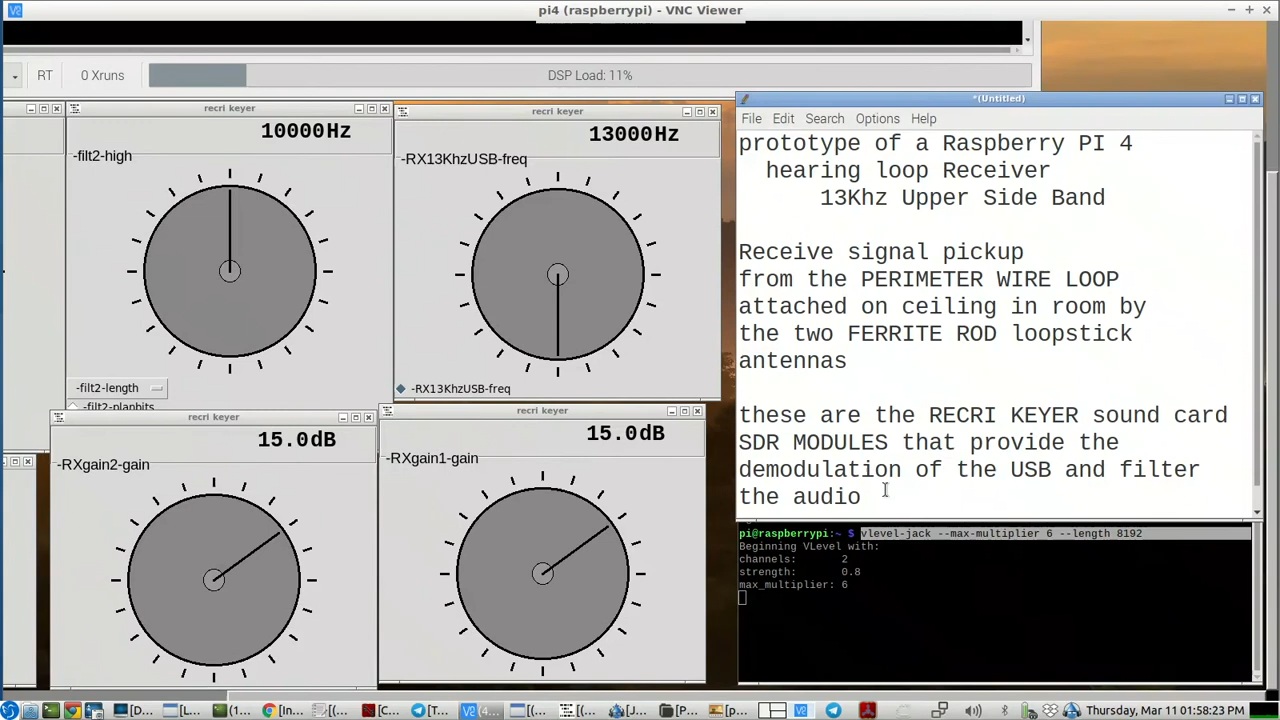 pi4 (raspberrypi) - VNC Viewer
RT
0 Xruns
DSP Load: 11%
recri keyer
10000Hz
-filt2-high
-filt2-length
-filt2-planbits
recri keyer
13000Hz
-RX13KhzUSB-freq
-RX13KhzUSB-freq
recri keyer
15.0dB
-RXgain2-gain
recri keyer
15.0dB
-RXgain1-gain
*(Untitled)
File Edit Search Options Help
prototype of a Raspberry PI 4
hearing loop Receiver
13Khz Upper Side Band
Receive signal pickup
from the PERIMETER WIRE LOOP
attached on ceiling in room by
the two FERRITE ROD loopstick
antennas
these are the RECRI KEYER sound card
SDR MODULES that provide the
demodulation of the USB and filter
the audio
pi@raspberrypi:~ $ vlevel-jack --max-multiplier 6 --length 8192
Beginning VLevel with:
channels: 2
strength: 0.8
max_multiplier: 6
[D... [L... (1... [In... [(... [C... [T... (4... [(... [(... [J... [P... [p... Thursday, Mar 11 01:58:23 PM